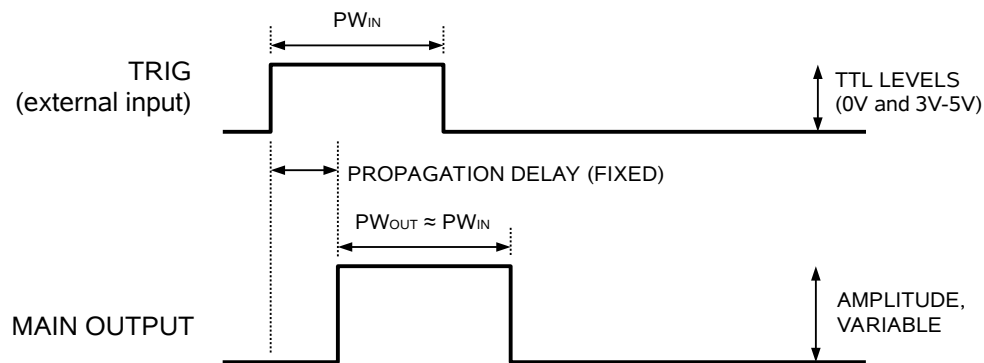 PWIN
TRIG
(external input)
TTL LEVELS
(0V and 3V-5V)
PROPAGATION DELAY (FIXED)
PWOUT ≈ PWIN
MAIN OUTPUT
AMPLITUDE,
VARIABLE